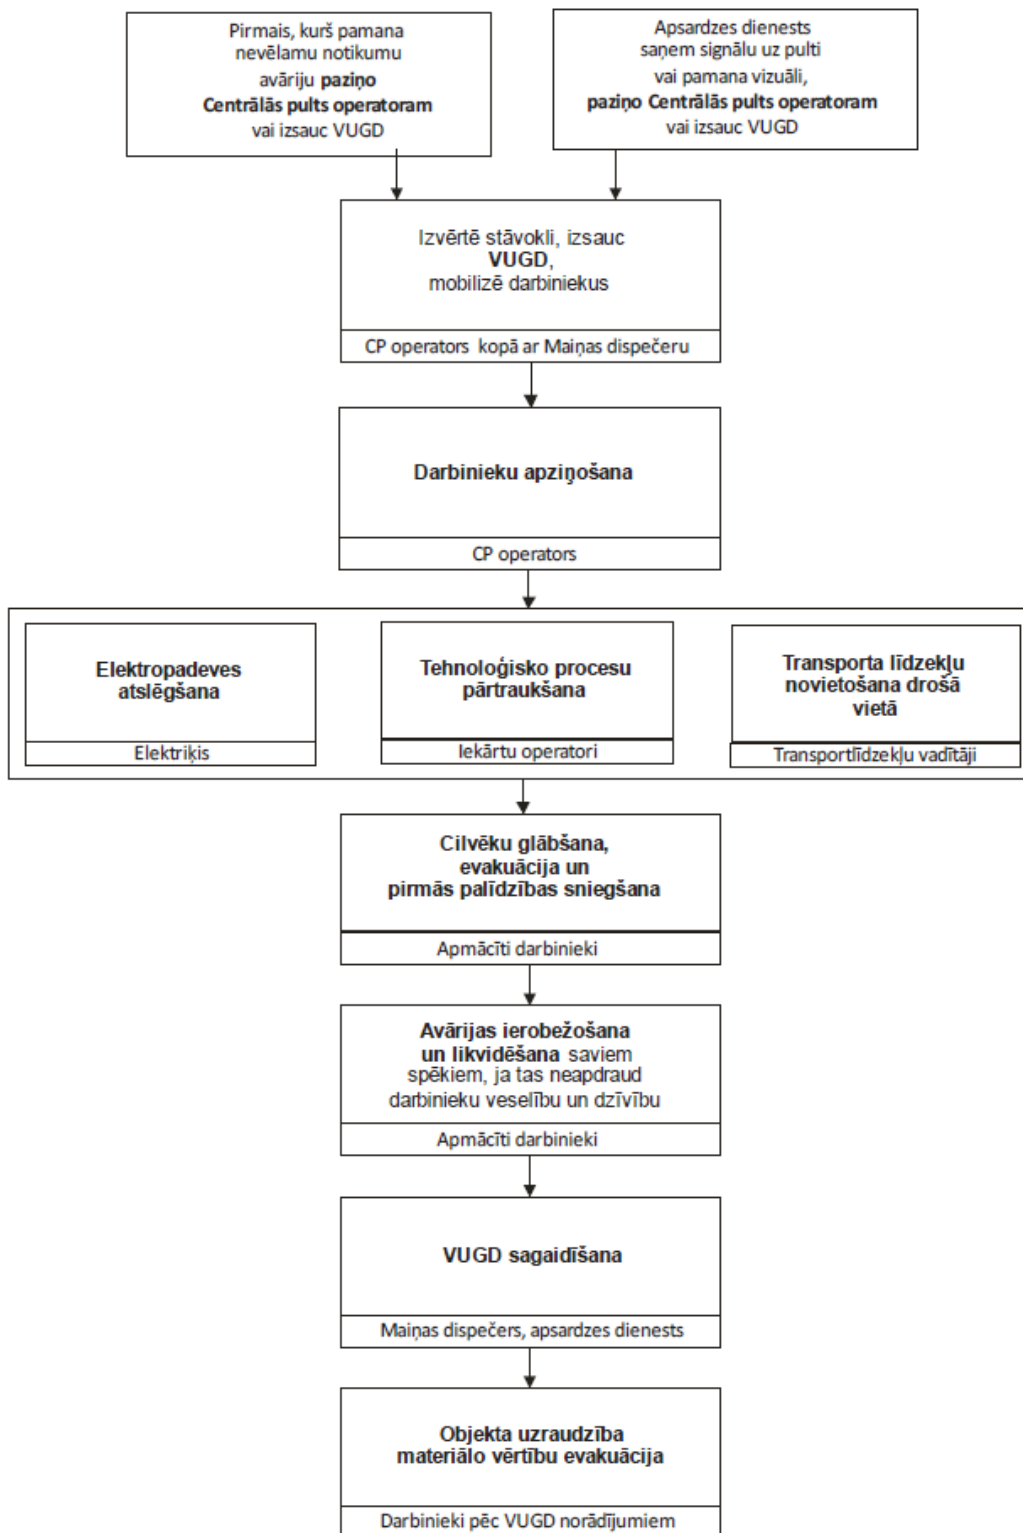 Pirmais, kurš pamana
nevēlamu notikumu
avāriju paziņo
Centrālās pults operatoram
vai izsauc VUGD
Apsardzes dienests
saņem signālu uz pulti
vai pamana vizuāli,
paziņo Centrālās pults operatoram
vai izsauc VUGD
Izvērtē stāvokli, izsauc
VUGD,
mobilizē darbiniekus
CP operators kopā ar Maiņas dispečeru
Darbinieku apziņošana
CP operators
Elektropadeves
atslēgšana
Elektriķis
Tehnoloģisko procesu
pārtraukšana
Iekārtu operatori
Transporta līdzekļu
novietošana drošā
vietā
Transportlīdzekļu vadītāji
Cilvēku glābšana,
evakuācija un
pirmās palīdzības sniegšana
Apmācīti darbinieki
Avārijas ierobežošana
un likvidēšana saviem
spēkiem, ja tas neapdraud
darbinieku veselību un dzīvību
Apmācīti darbinieki
VUGD sagaidīšana
Maiņas dispečers, apsardzes dienests
Objekta uzraudzība
materiālo vērtību evakuācija
Darbinieki pēc VUGD norādījumiem